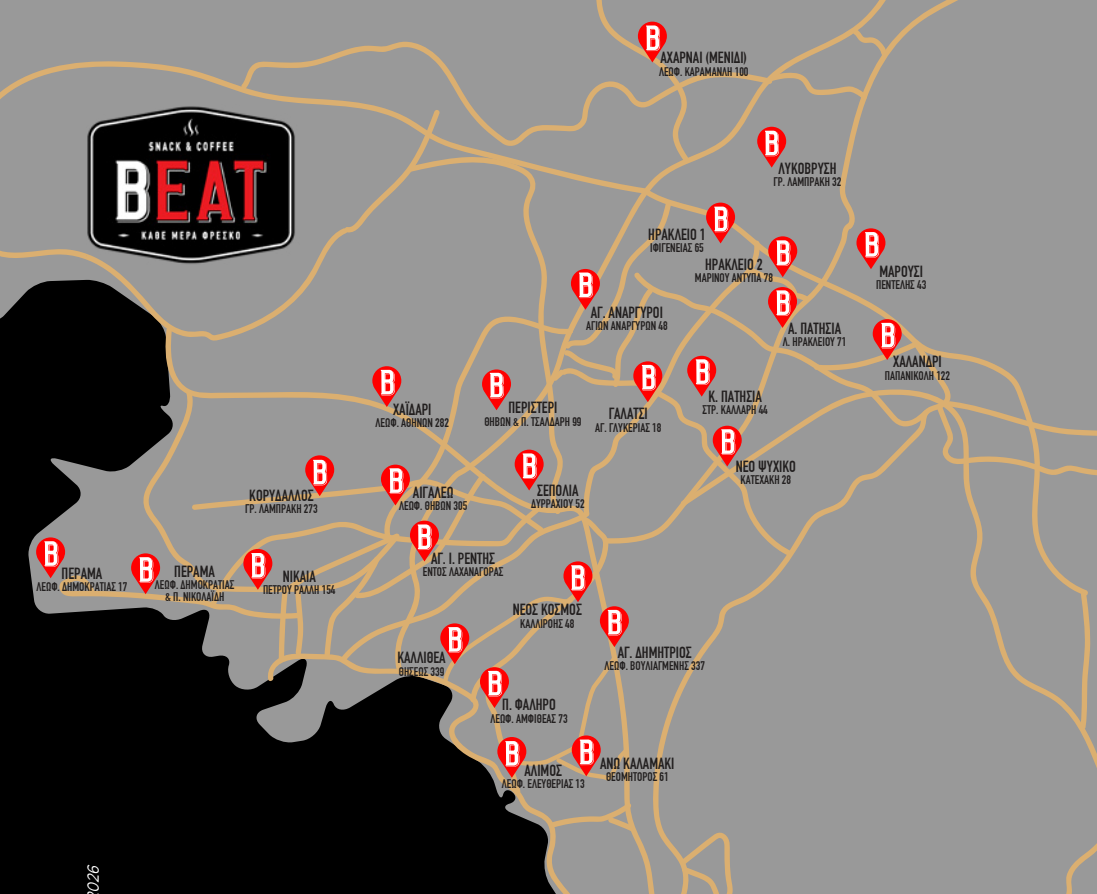 ΑΧΑΡΝΑΙ (ΜΕΝΙΔΙ)
ΛΕΩΦ. ΚΑΡΑΜΑΝΛΗ 100
SNACK & COFFEE
BEAT
ΚΑΘΕ ΜΕΡΑ ΦΡΕΣΚΟ
ΛΥΚΟΒΡΥΣΗ
ΓΡ. ΛΑΜΠΡΑΚΗ 32
ΗΡΑΚΛΕΙΟ 1
ΙΦΙΓΕΝΕΙΑΣ 65
ΗΡΑΚΛΕΙΟ 2
ΜΑΡΙΝΟΥ ΑΝΤΥΠΑ 78
ΜΑΡΟΥΣΙ
ΠΕΝΤΕΛΗΣ 43
ΑΓ. ΑΝΑΡΓΥΡΟΙ
ΑΓΙΩΝ ΑΝΑΡΓΥΡΩΝ 48
Α. ΠΑΤΗΣΙΑ
Λ. ΗΡΑΚΛΕΙΟΥ 71
ΧΑΛΑΝΔΡΙ
ΠΑΠΑΝΙΚΟΛΗ 122
ΧΑΪΔΑΡΙ
ΛΕΩΦ. ΑΘΗΝΩΝ 282
ΠΕΡΙΣΤΕΡΙ
ΘΗΒΩΝ & Π. ΤΣΑΛΔΑΡΗ 99
ΓΑΛΑΤΣΙ
ΑΓ. ΓΛΥΚΕΡΙΑΣ 18
Κ. ΠΑΤΗΣΙΑ
ΣΤΡ. ΚΑΛΛΑΡΗ 44
ΝΕΟ ΨΥΧΙΚΟ
ΚΑΤΕΧΑΚΗ 28
ΚΟΡΥΔΑΛΛΟΣ
ΓΡ. ΛΑΜΠΡΑΚΗ 273
ΑΙΓΑΛΕΩ
ΛΕΩΦ. ΘΗΒΩΝ 305
ΣΕΠΟΛΙΑ
ΔΥΡΡΑΧΙΟΥ 52
ΑΓ. Ι. ΡΕΝΤΗΣ
ΕΝΤΟΣ ΛΑΧΑΝΑΓΟΡΑΣ
ΠΕΡΑΜΑ
ΛΕΩΦ. ΔΗΜΟΚΡΑΤΙΑΣ 17
ΠΕΡΑΜΑ
ΛΕΩΦ. ΔΗΜΟΚΡΑΤΙΑΣ
& Π. ΝΙΚΟΛΑΪΔΗ
ΝΙΚΑΙΑ
ΠΕΤΡΟΥ ΡΑΛΛΗ 154
ΝΕΟΣ ΚΟΣΜΟΣ
ΚΑΛΛΙΡΟΗΣ 48
ΑΓ. ΔΗΜΗΤΡΙΟΣ
ΛΕΩΦ. ΒΟΥΛΙΑΓΜΕΝΗΣ 337
ΚΑΛΛΙΘΕΑ
ΘΗΣΕΩΣ 339
Π. ΦΑΛΗΡΟ
ΛΕΩΦ. ΑΜΦΙΘΕΑΣ 73
ΑΛΙΜΟΣ
ΛΕΩΦ. ΕΛΕΥΘΕΡΙΑΣ 13
ΑΝΩ ΚΑΛΑΜΑΚΙ
ΘΕΟΜΗΤΟΡΟΣ 61
2026